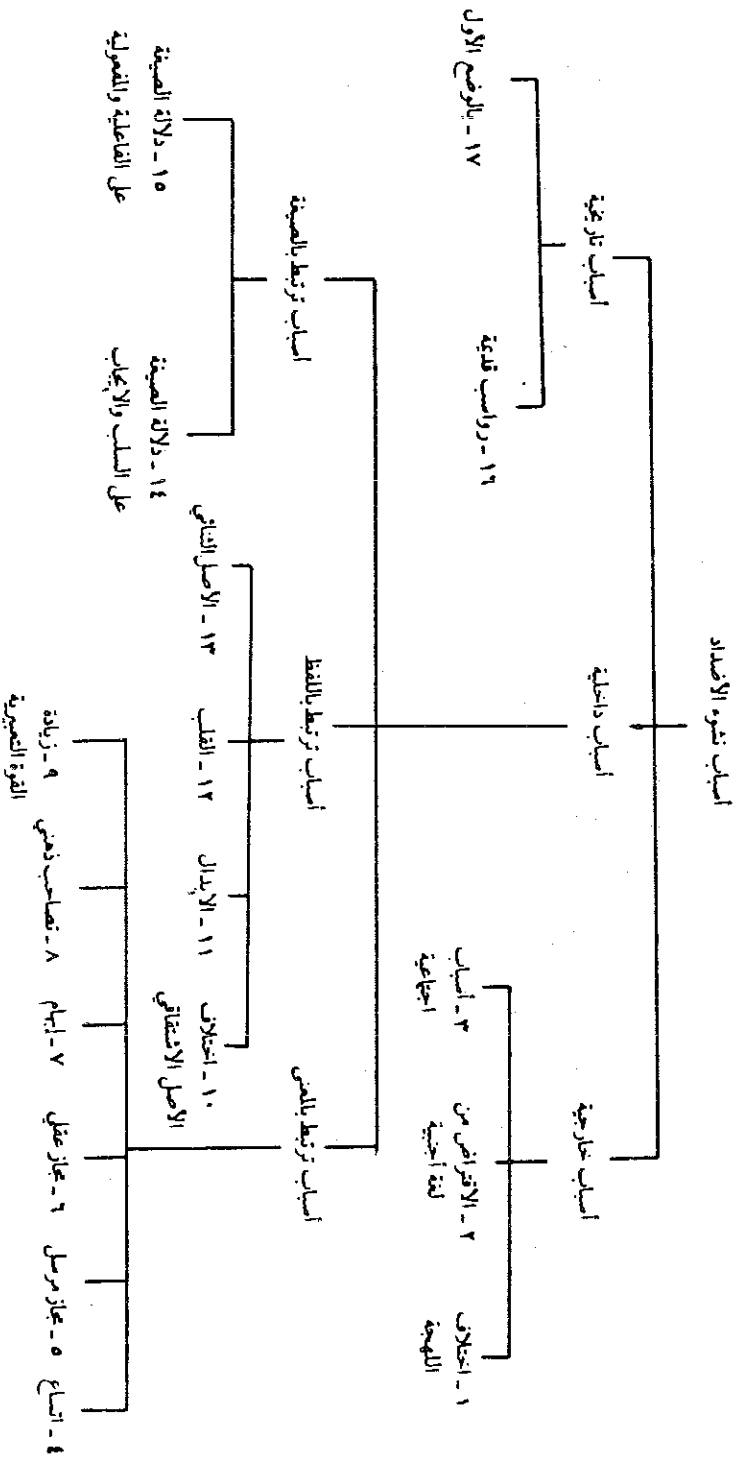 أسباب نشوء الأضداد
أسباب خارجية
أسباب داخلية
أسباب تاريخية
١ - اختلاف
اللهجة
٢ - الاقتراض من
لغة أجنبية
٣ - أسباب
اجتماعية
١٦ - رواسب قديمة
١٧ - بالوضع الأول
أسباب ترتبط بالمعنى
أسباب ترتبط باللفظ
أسباب ترتبط بالصيغة
٤ - اتساع
٥ - مجاز مرسل
٦ - مجاز عقلي
٧ - إبهام
٨ - تصاحب ذهني
٩ - زيادة
القوة التعبيرية
١٠ - اختلاف
الأصل الاشتقاقي
١١ - الإبدال
١٢ - القلب
١٣ - الأصل الثنائي
١٤ - دلالة الصيغة
على السلب والإيجاب
١٥ - دلالة الصيغة
على الفاعلية والمفعولية